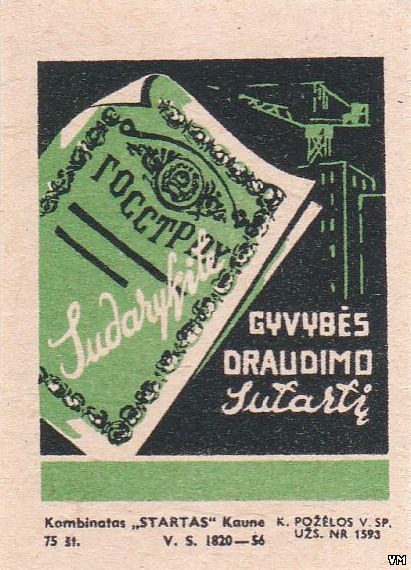 ГОССТРАХ
Sudarykite
GYVYBĖS
DRAUDIMO
Sutartį
Kombinatas „STARTAS“ Kaune K. POŽĖLOS V. SP.
75 št. V. S. 1820—56 UŽS. NR 1593
VM